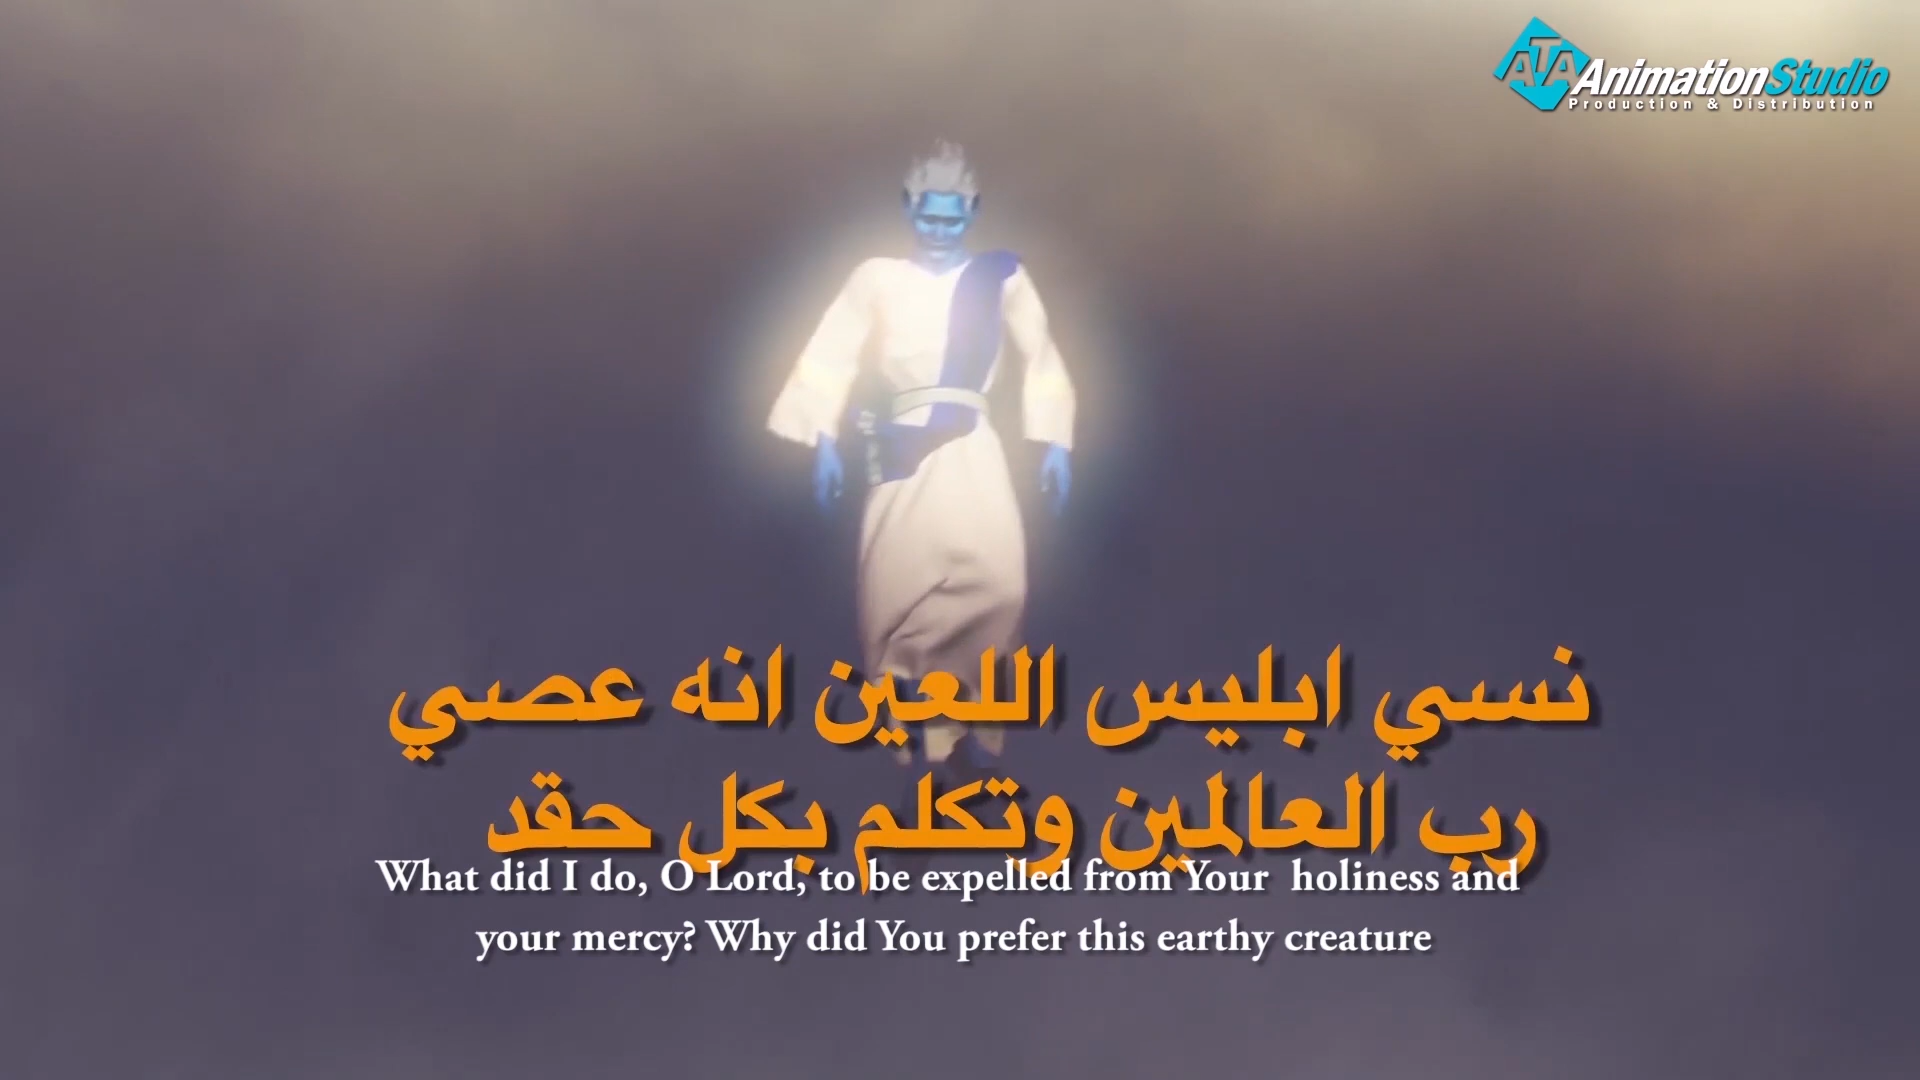 ATA AnimationStudio
Production & Distribution
نسي ابليس اللعين انه عصي
رب العالمين وتكلم بكل حقد
What did I do, O Lord, to be expelled from Your holiness and
your mercy? Why did You prefer this earthy creature